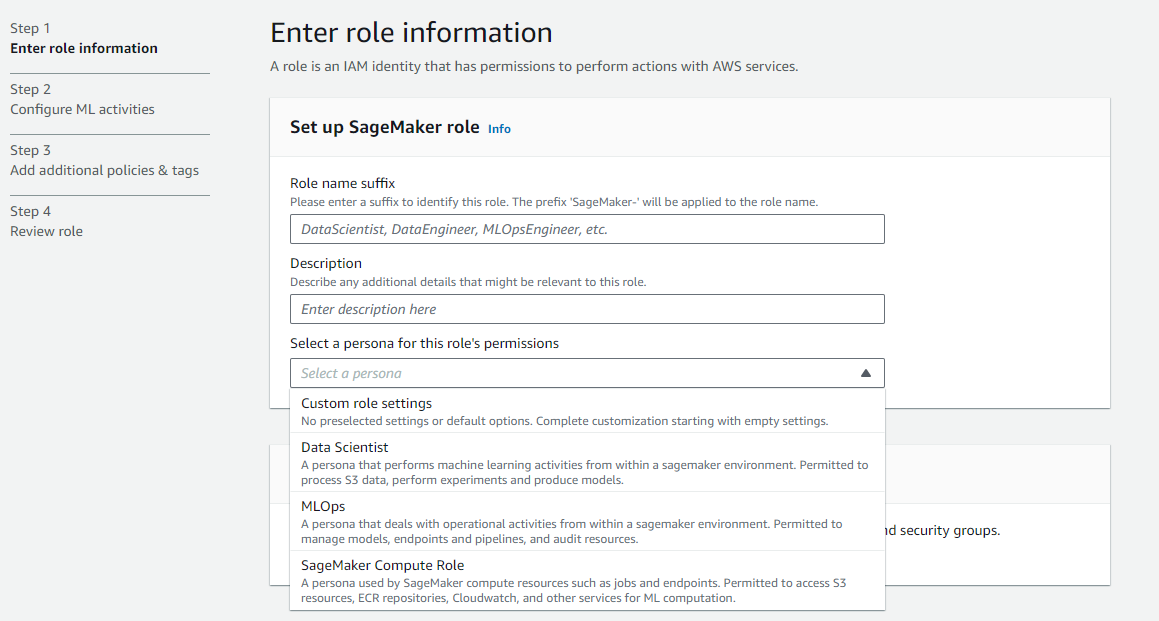 Step 1
Enter role information
Step 2
Configure ML activities
Step 3
Add additional policies & tags
Step 4
Review role
Enter role information
A role is an IAM identity that has permissions to perform actions with AWS services.
Set up SageMaker role Info
Role name suffix
Please enter a suffix to identify this role. The prefix 'SageMaker-' will be applied to the role name.
DataScientist, DataEngineer, MLOpsEngineer, etc.
Description
Describe any additional details that might be relevant to this role.
Enter description here
Select a persona for this role's permissions
Select a persona
Custom role settings
No preselected settings or default options. Complete customization starting with empty settings.
Data Scientist
A persona that performs machine learning activities from within a sagemaker environment. Permitted to
process S3 data, perform experiments and produce models.
MLOps
A persona that deals with operational activities from within a sagemaker environment. Permitted to
manage models, endpoints and pipelines, and audit resources.
nd security groups.
SageMaker Compute Role
A persona used by SageMaker compute resources such as jobs and endpoints. Permitted to access S3
resources, ECR repositories, Cloudwatch, and other services for ML computation.